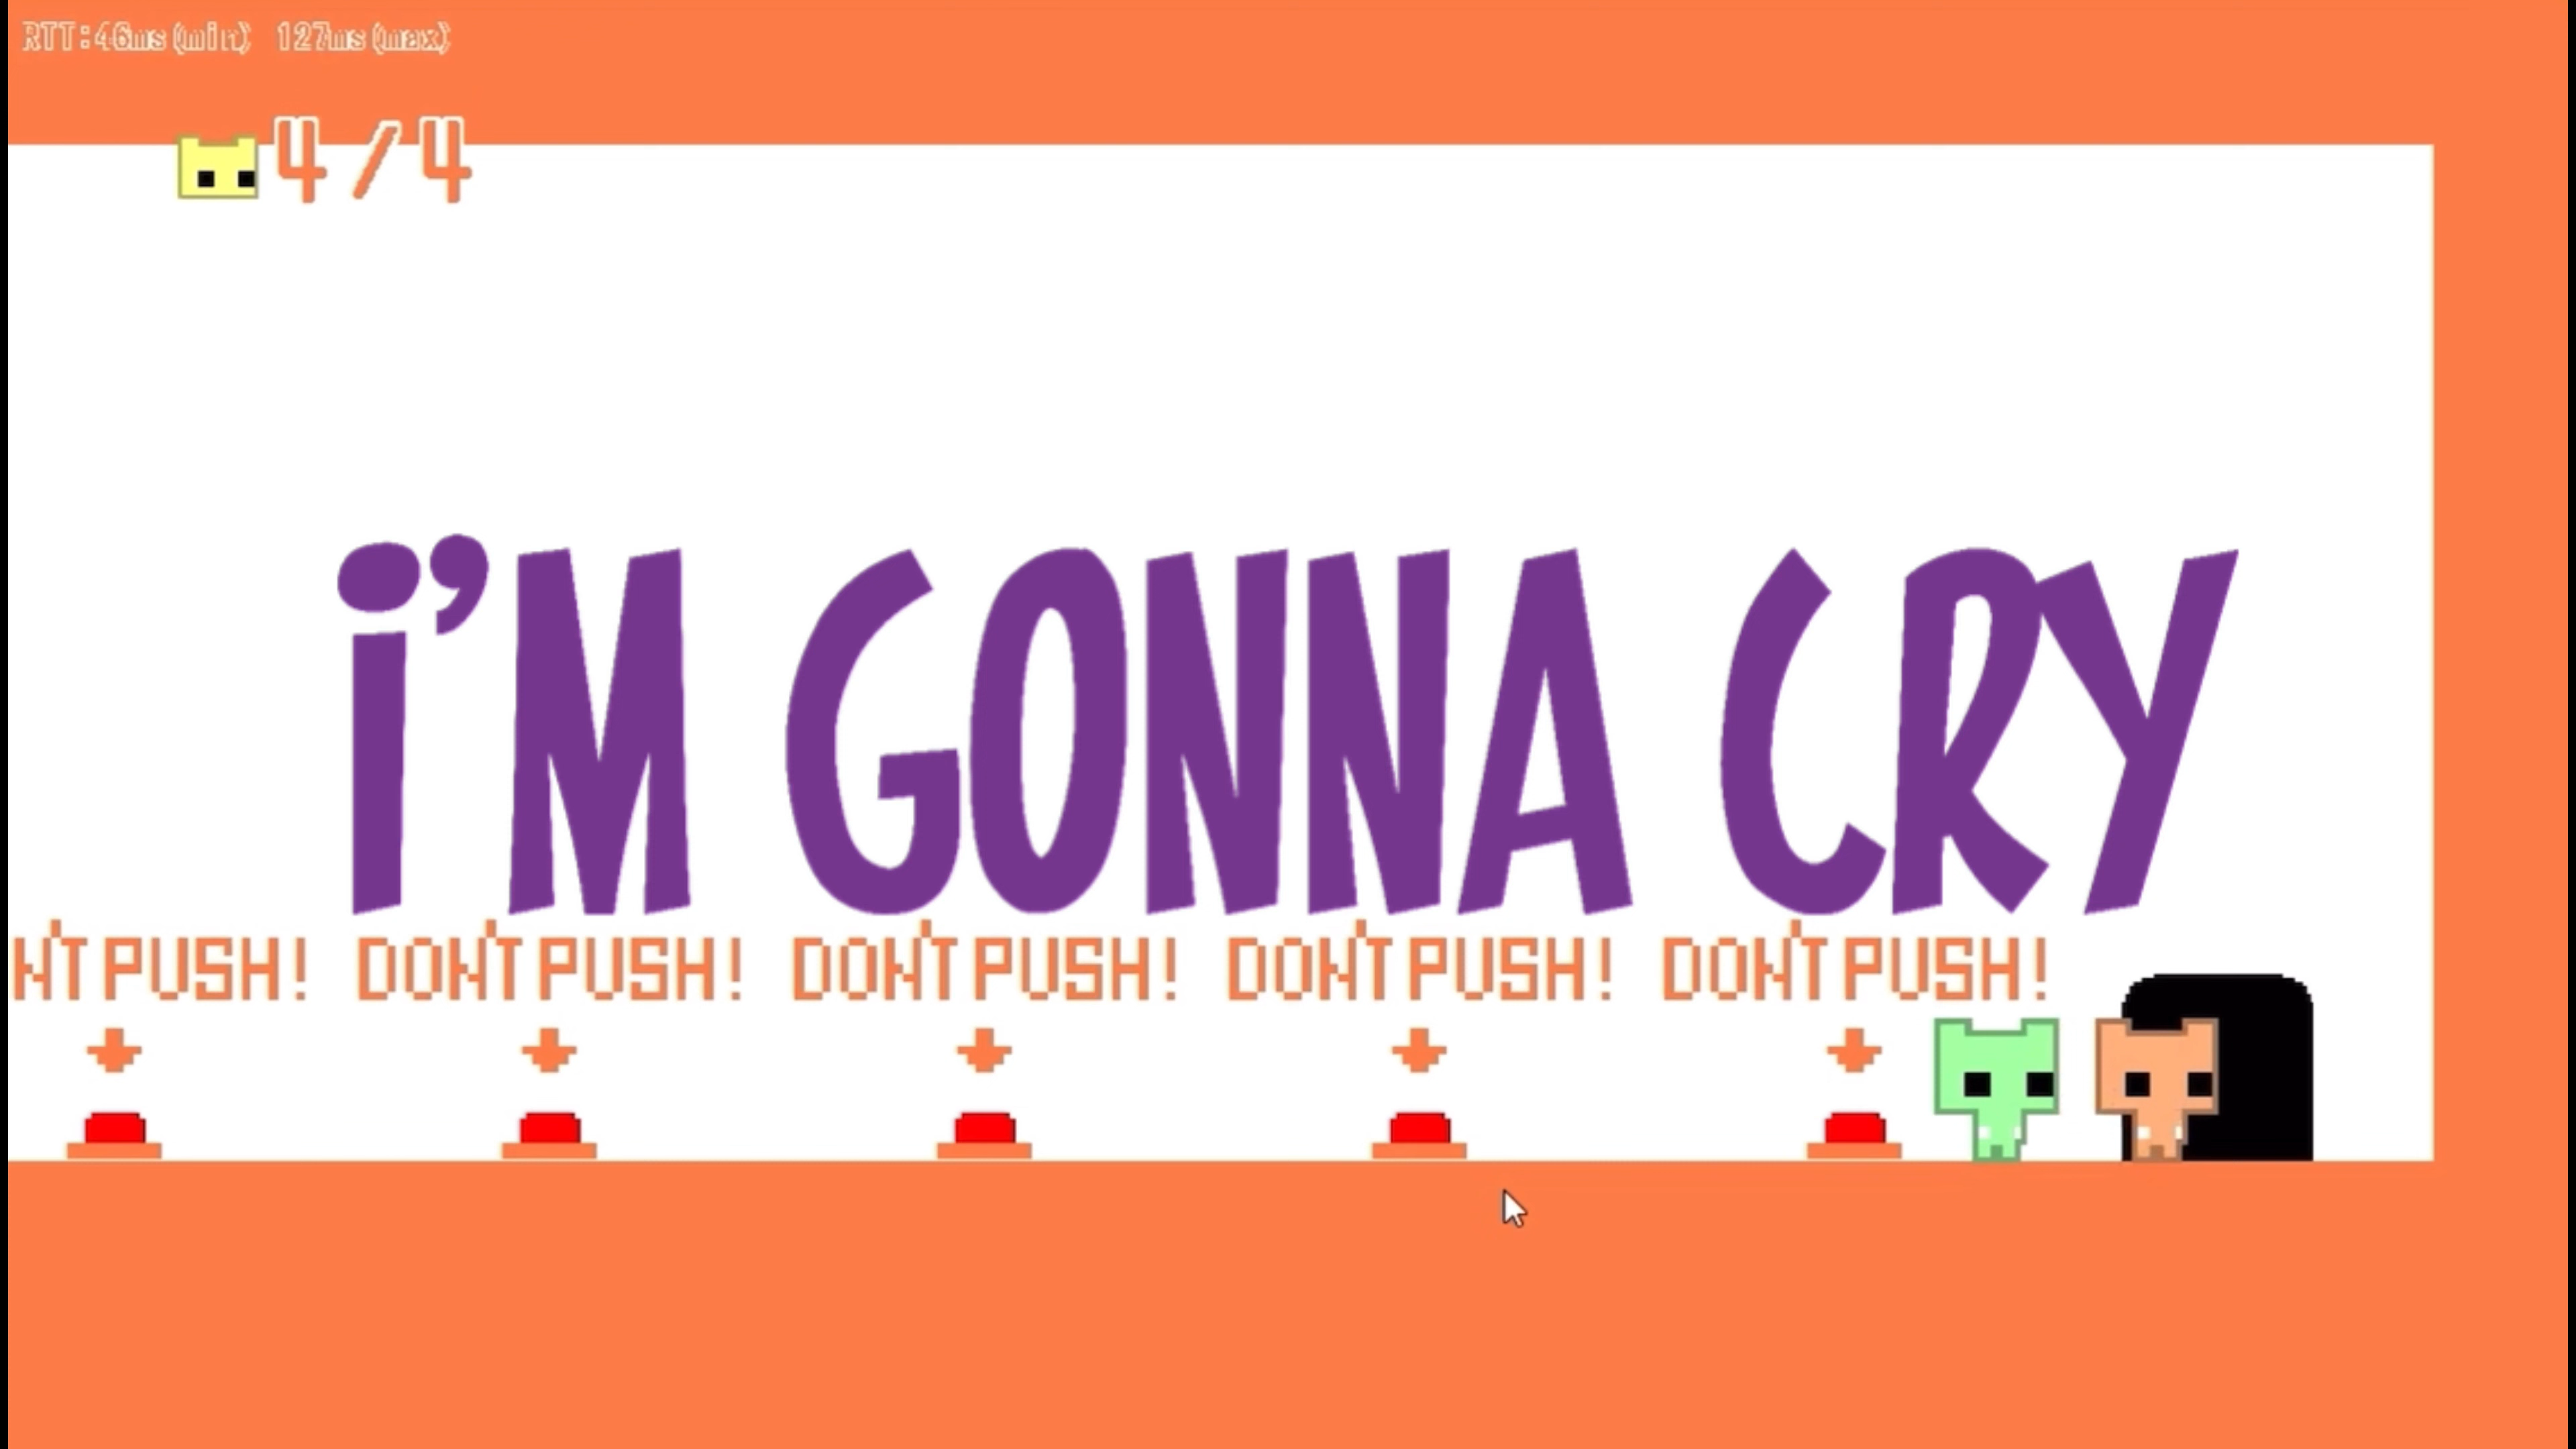 RTT:46ms(min) 127ms(max)
4/4
i'M GONNA CRY
N'T PUSH! DON'T PUSH! DON'T PUSH! DON'T PUSH! DON'T PUSH!